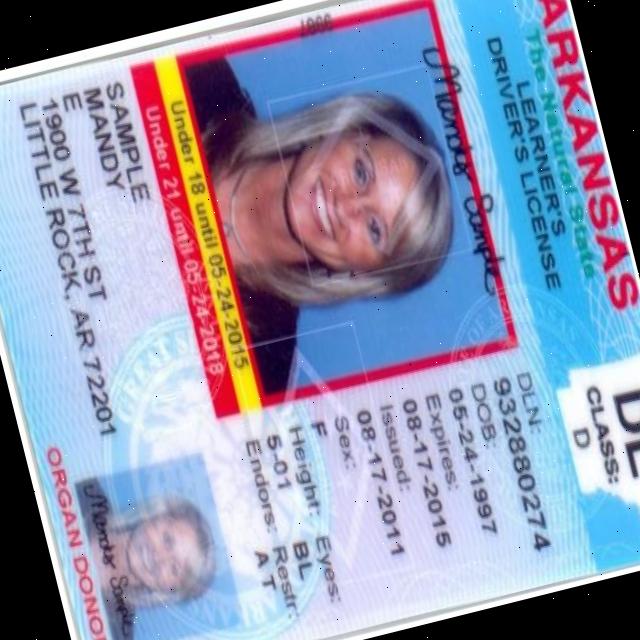 ARKANSAS
The Natural State
LEARNER'S
DRIVER'S LICENSE
DL
CLASS:
D
Mandy Sample
DLN:
932880274
DOB:
05-24-1997
Expires:
08-17-2015
Issued:
08-17-2011
Sex:
F
Height: Eyes:
5-01 BL
Endors: Restr:
A T
Under 18 until 05-24-2015
Under 21 until 05-24-2018
SAMPLE
MANDY
E
1900 W 7TH ST
LITTLE ROCK, AR 72201
Mandy Sample
ORGAN DONO